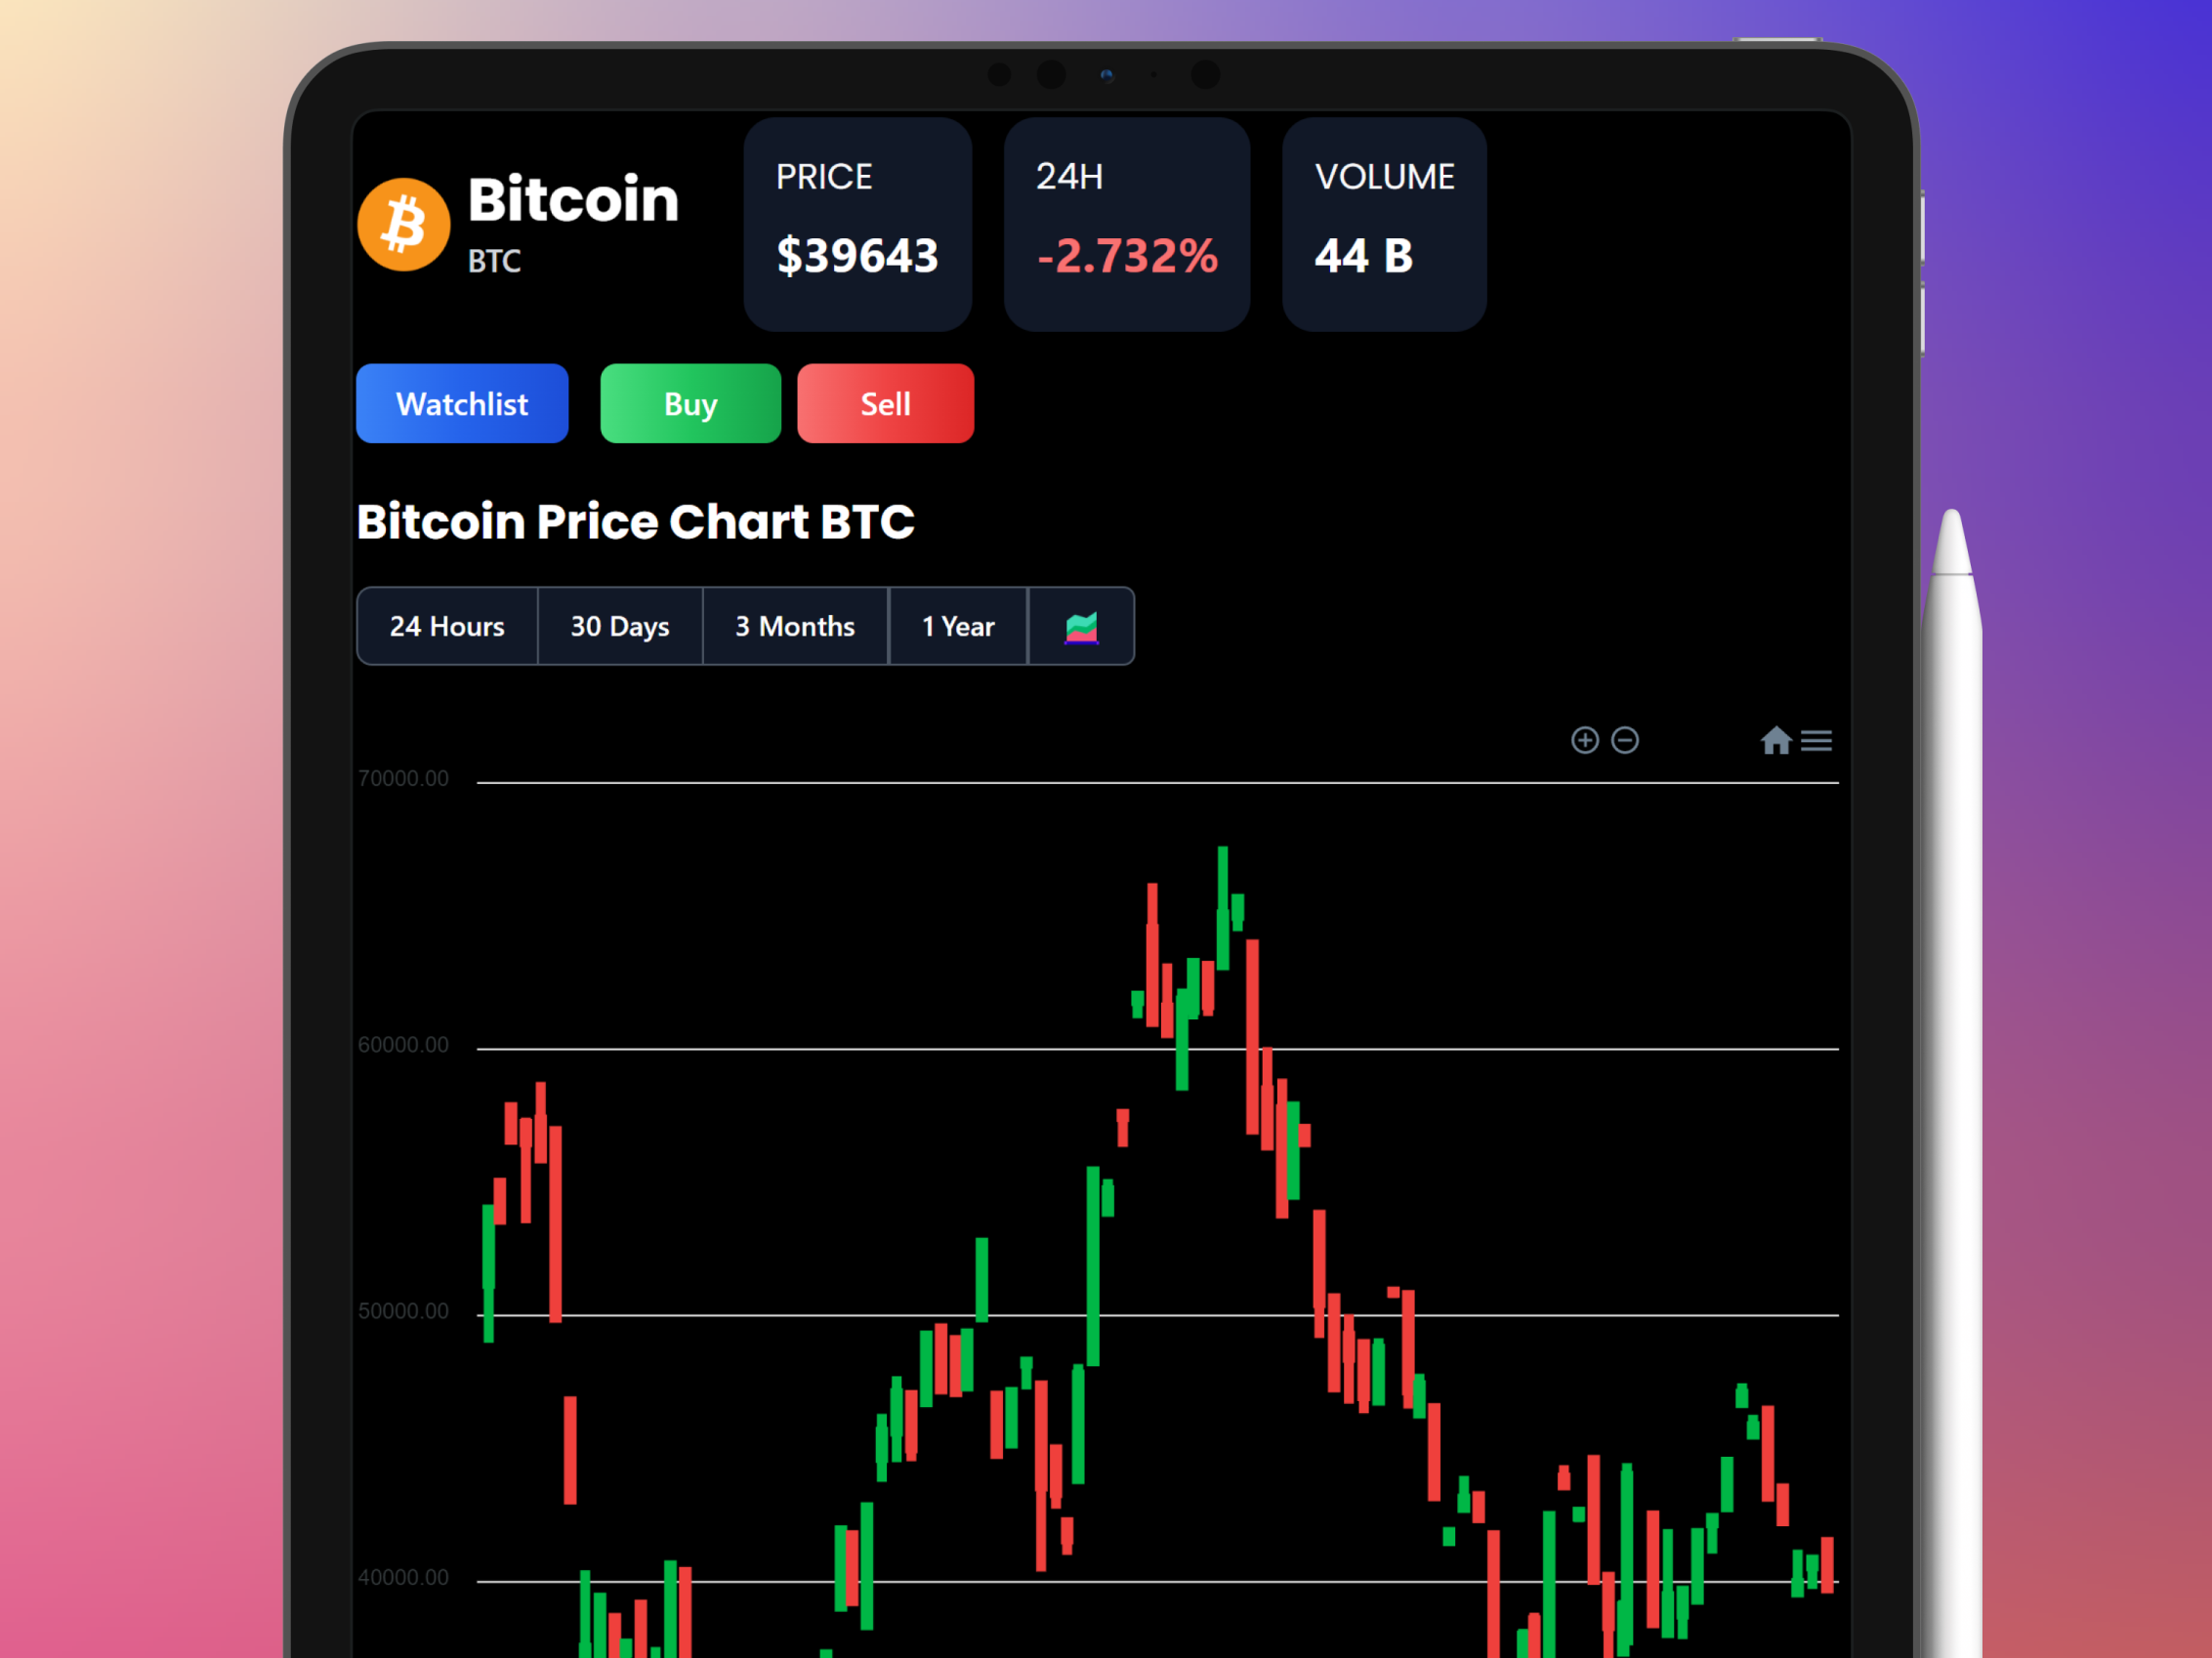 Bitcoin
BTC
PRICE
$39643
24H
-2.732%
VOLUME
44 B
Watchlist
Buy
Sell
Bitcoin Price Chart BTC
24 Hours
30 Days
3 Months
1 Year
70000.00
60000.00
50000.00
40000.00